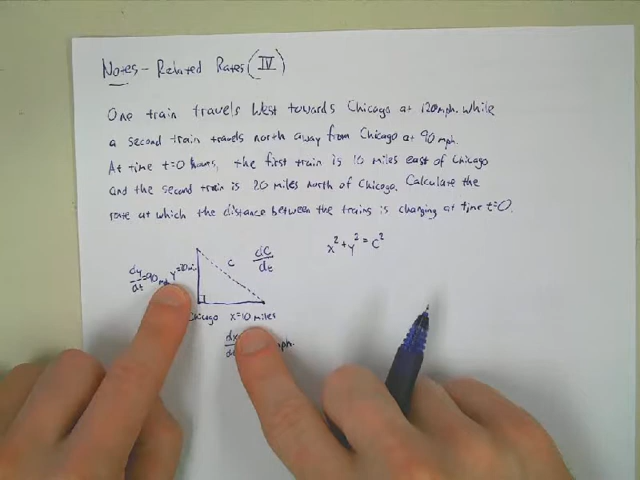 Notes - Related Rates (IV)
One train travels West towards Chicago at 120mph. while
a second train travels north away from Chicago at 90 mph.
At time t=0 hours, the first train is 10 miles east of Chicago
and the second train is 20 miles north of Chicago. Calculate the
rate at which the distance between the trains is changing at time t=0.
x²+y²=c²
c dC/dt
dy/dt=90 y=20
Chicago x=10 miles
dx mph.